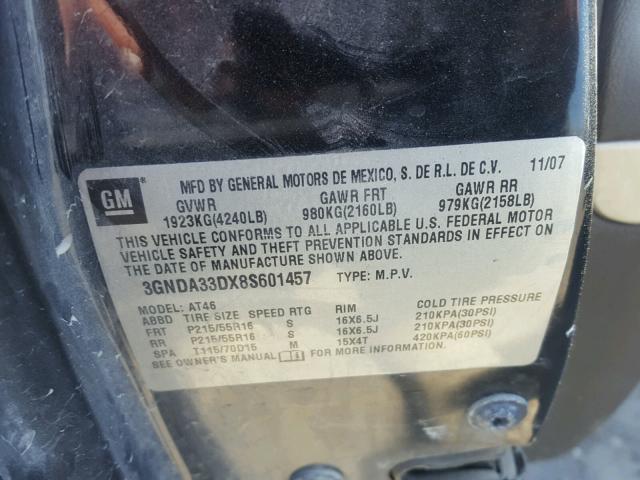 GM
MFD BY GENERAL MOTORS DE MEXICO, S. DE R.L. DE C.V. 11/07
GVWR GAWR FRT GAWR RR
1923KG(4240LB) 980KG(2160LB) 979KG(2158LB)
THIS VEHICLE CONFORMS TO ALL APPLICABLE U.S. FEDERAL MOTOR
VEHICLE SAFETY AND THEFT PREVENTION STANDARDS IN EFFECT ON
THE DATE OF MANUFACTURE SHOWN ABOVE.
3GNDA33DX8S601457 TYPE: M.P.V.
MODEL: AT46
ABBD TIRE SIZE SPEED RTG RIM COLD TIRE PRESSURE
FRT P215/55R16 S 16X6.5J 210KPA(30PSI)
RR P215/55R16 S 16X6.5J 210KPA(30PSI)
SPA T115/70D15 M 15X4T 420KPA(60PSI)
SEE OWNER'S MANUAL FOR MORE INFORMATION.